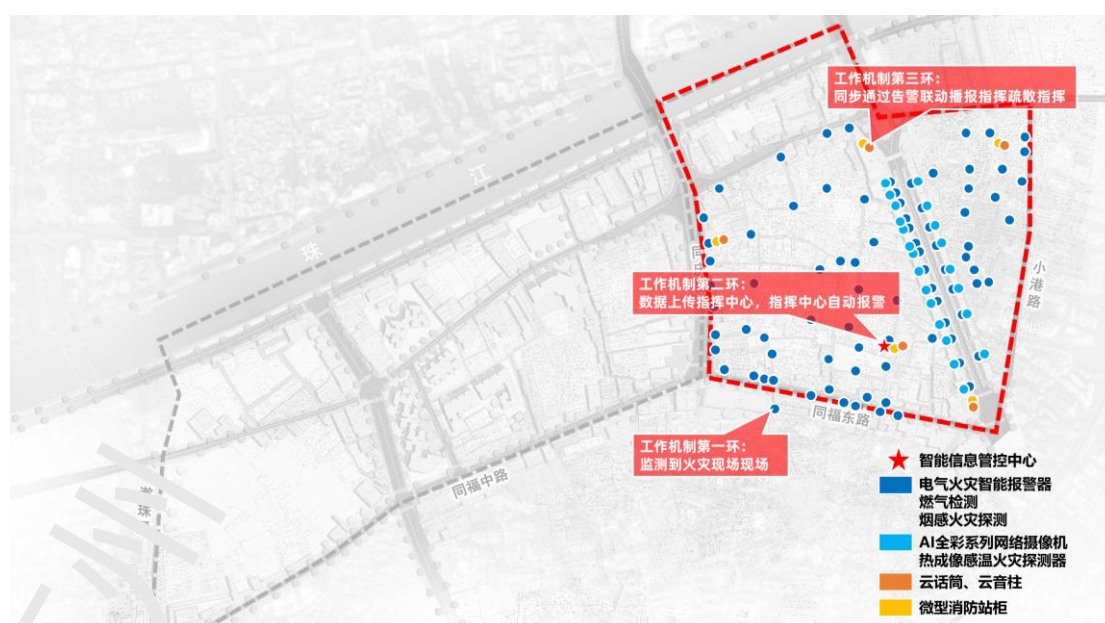 工作机制第三环：
同步通过告警联动播报指挥疏散指挥
江
珠
小港路
工作机制第二环：
数据上传指挥中心，指挥中心自动报警
同福东路
工作机制第一环：
监测到火灾现场现场
同福中路
智能信息管控中心
电气火灾智能报警器
燃气检测
烟感火灾探测
AI全彩系列网络摄像机
热成像感温火灾探测器
云话筒、云音柱
微型消防站柜